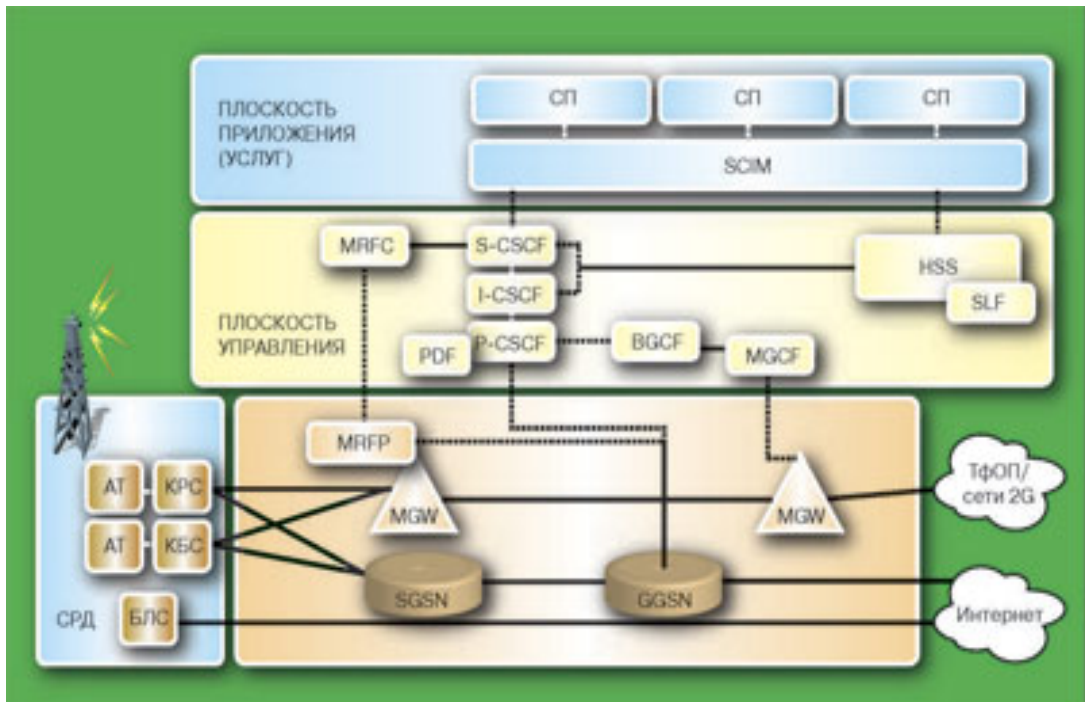 ПЛОСКОСТЬ
ПРИЛОЖЕНИЯ
(УСЛУГ)
СП
СП
СП
SCIM
MRFC
S-CSCF
HSS
I-CSCF
SLF
ПЛОСКОСТЬ
УПРАВЛЕНИЯ
PDF
P-CSCF
BGCF
MGCF
MRFP
АТ
КРС
MGW
MGW
ТфОП/
сети 2G
АТ
КБС
SGSN
GGSN
СРД
БЛС
Интернет